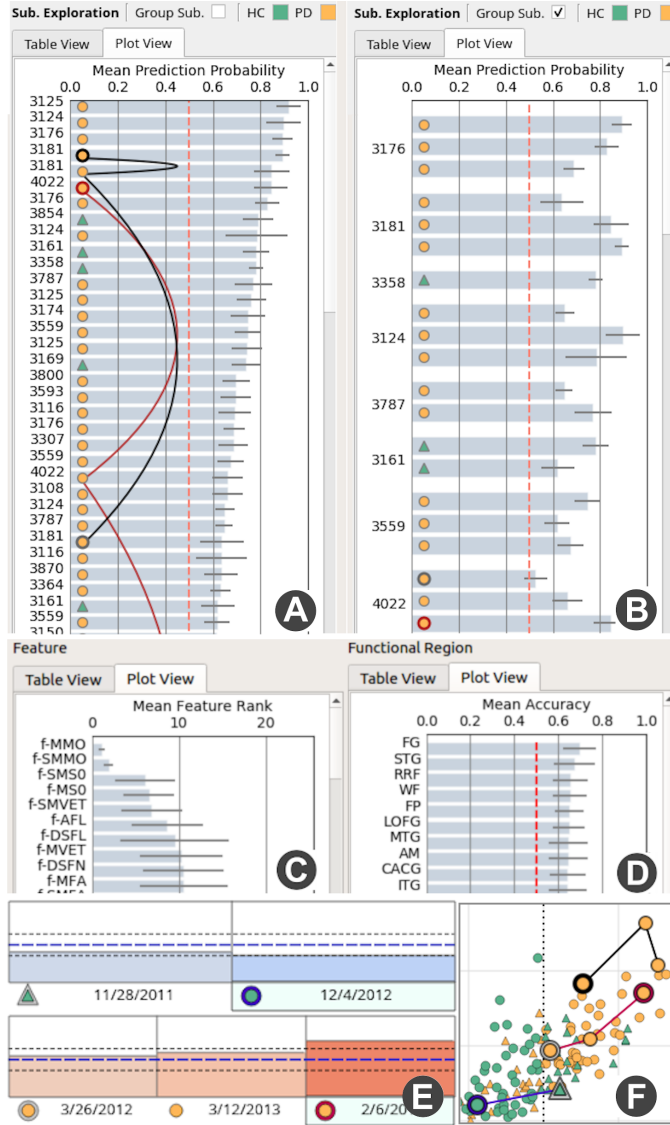 Sub. Exploration Group Sub. HC PD
Table View Plot View
Mean Prediction Probability
0.0 0.2 0.4 0.6 0.8 1.0
3125
3124
3176
3181
3181
4022
3176
3854
3124
3161
3358
3787
3125
3174
3559
3125
3169
3800
3593
3116
3176
3307
3559
4022
3108
3124
3787
3181
3116
3870
3364
3161
3559
3150
A
Sub. Exploration Group Sub. HC PD
Table View Plot View
Mean Prediction Probability
0.0 0.2 0.4 0.6 0.8 1.0
3176
3181
3358
3124
3787
3161
3559
4022
B
Feature
Table View Plot View
Mean Feature Rank
0 10 20
f-MMO
f-SMMO
f-SMS0
f-MS0
f-SMVET
f-AFL
f-DSFL
f-MVET
f-DSFN
f-MFA
C
Functional Region
Table View Plot View
Mean Accuracy
0.0 0.2 0.4 0.6 0.8 1.0
FG
STG
RRF
WF
FP
LOFG
MTG
AM
CACG
ITG
D
11/28/2011 12/4/2012
3/26/2012 3/12/2013
E
F